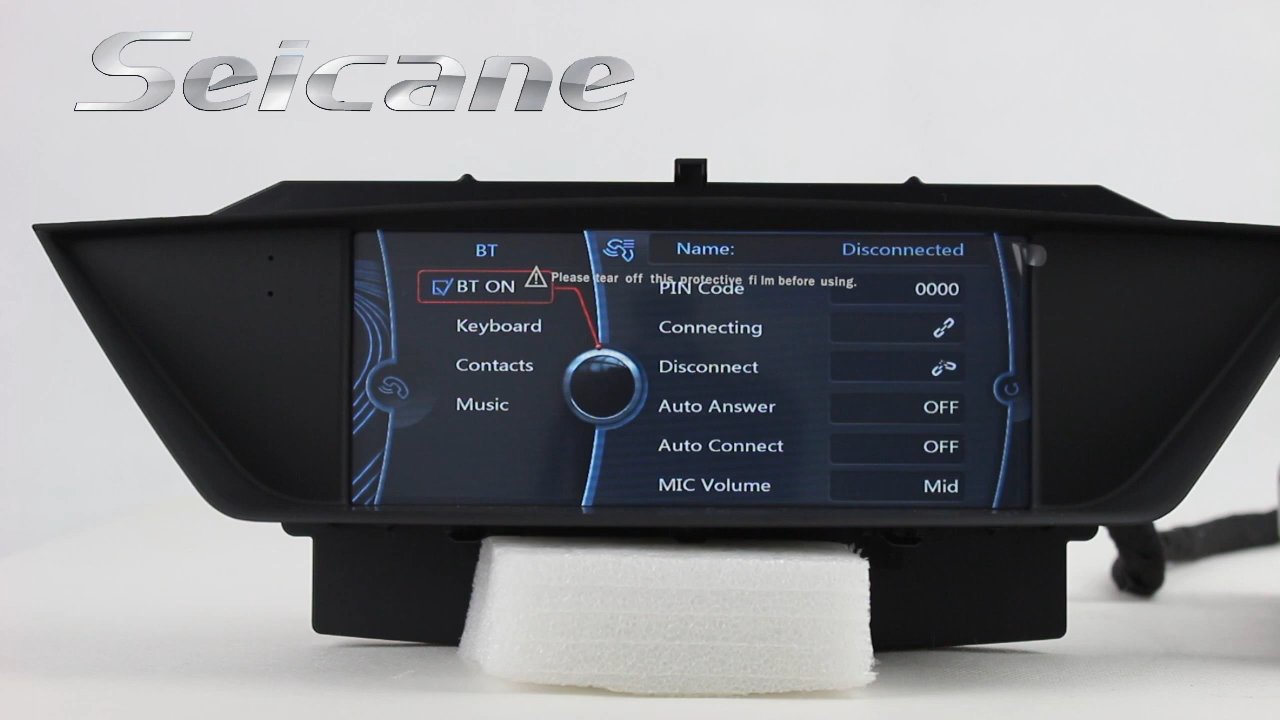 Seicane
BT
Name: Disconnected
Please tear off this protective film before using.
BT ON
PIN Code 0000
Keyboard
Connecting
Contacts
Disconnect
Music
Auto Answer OFF
Auto Connect OFF
MIC Volume Mid